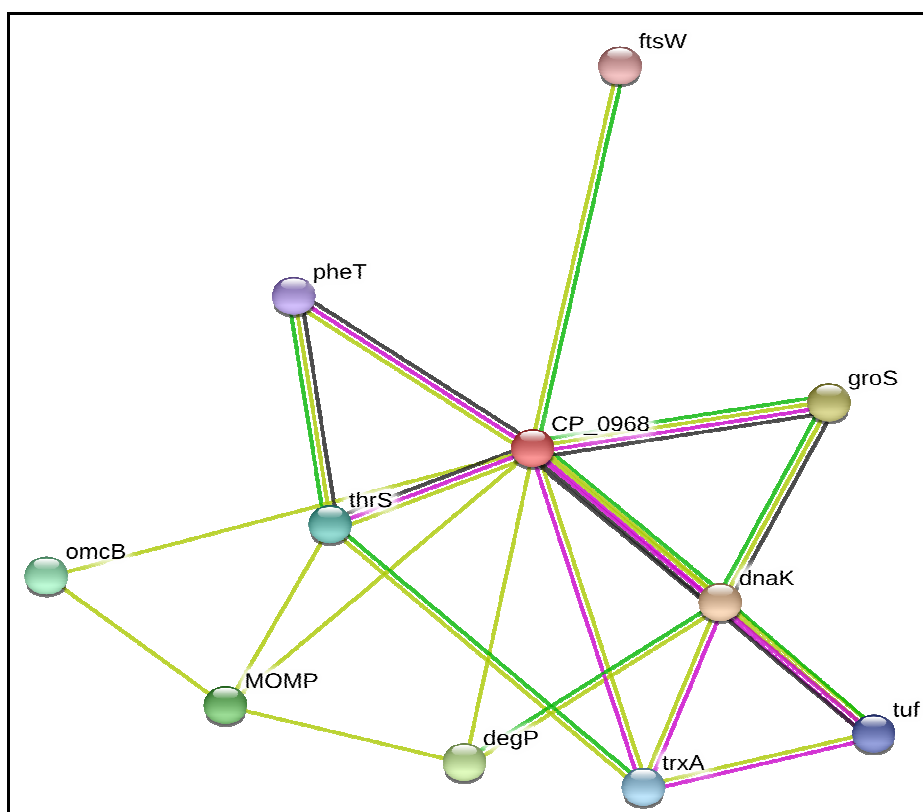 ftsW
pheT
groS
CP_0968
thrS
omcB
dnaK
MOMP
tuf
degP
trxA